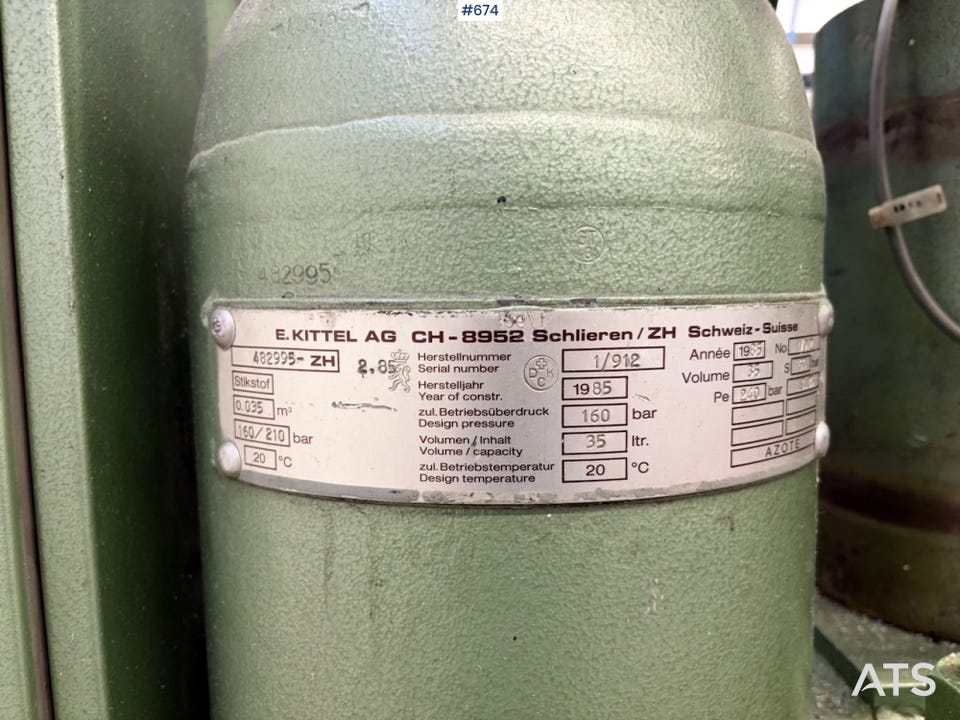 #674
482995
E. KITTEL AG CH-8952 Schlieren/ZH Schweiz-Suisse
482995-ZH 2,85
Stikstof
0.035 m³
160/210 bar
20 °C
Herstellnummer
Serial number
1/912
Herstelljahr
Year of constr.
1985
zul. Betriebsüberdruck
Design pressure
160 bar
Volumen/Inhalt
Volume/capacity
35 ltr.
zul. Betriebstemperatur
Design temperature
20 °C
DCK
Année 1985 No
Volume 35 S bar
Pe 240 bar
AZOTE
ATS